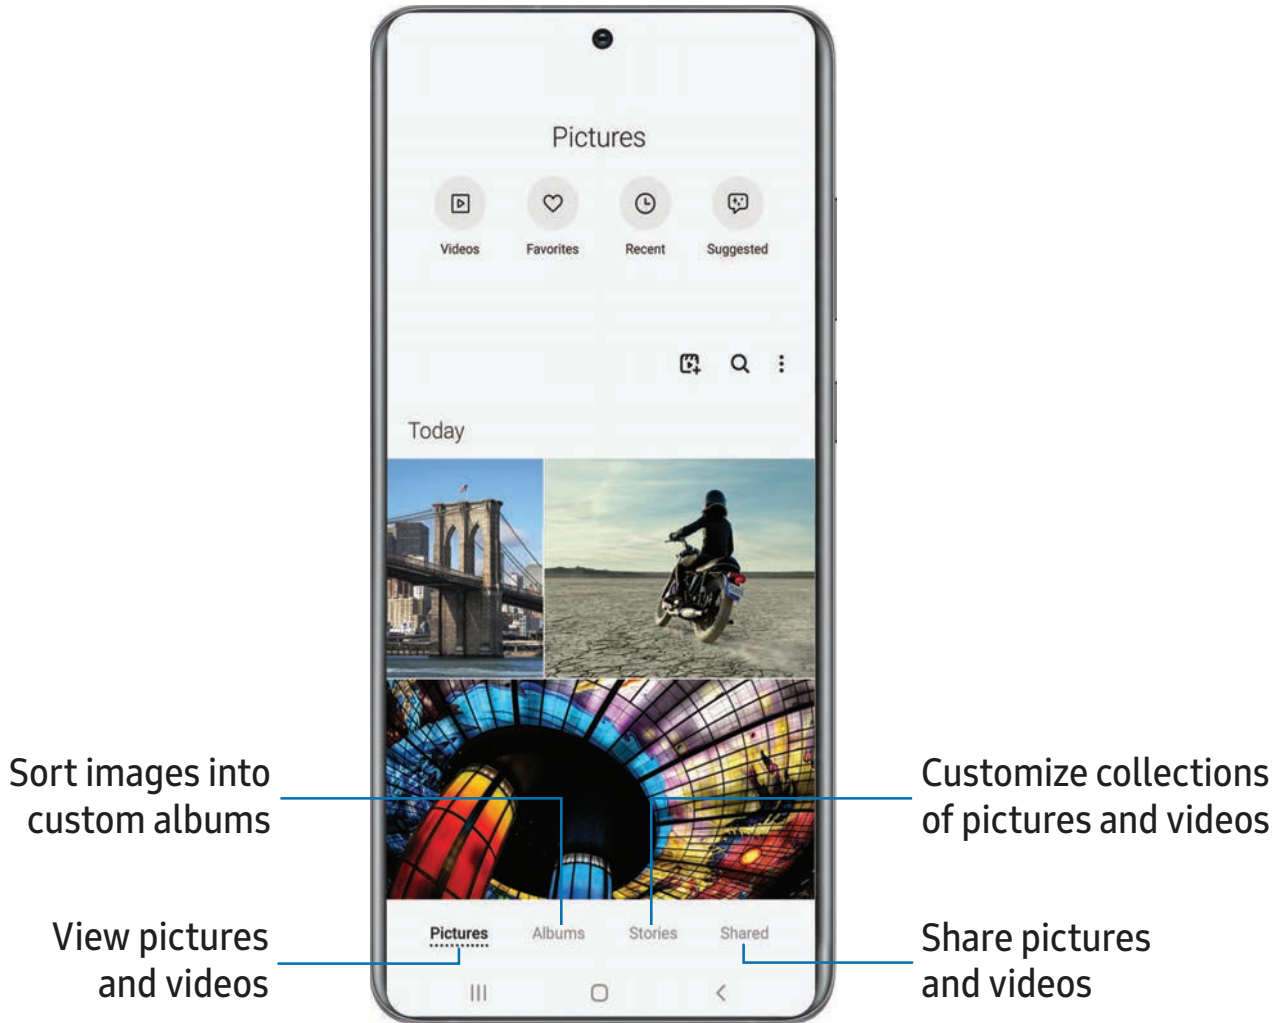 Pictures
Videos
Favorites
Recent
Suggested
Today
Sort images into
custom albums
Customize collections
of pictures and videos
View pictures
and videos
Pictures
Albums
Stories
Shared
Share pictures
and videos